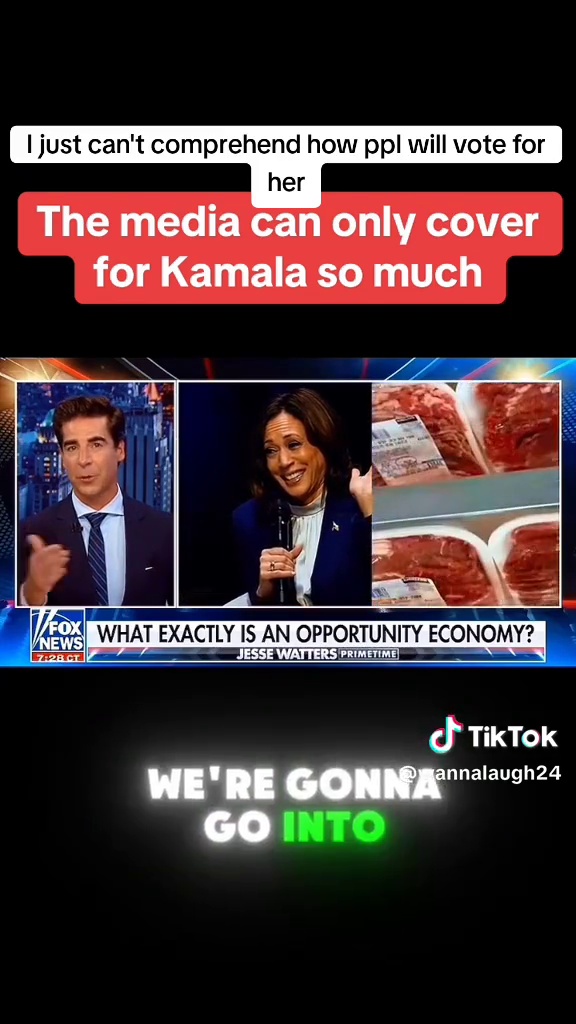 I just can't comprehend how ppl will vote for
her
The media can only cover
for Kamala so much
FOX
NEWS
7:28 CT
WHAT EXACTLY IS AN OPPORTUNITY ECONOMY?
JESSE WATTERS PRIMETIME
TikTok
@wannalaugh24
WE'RE GONNA
GO INTO